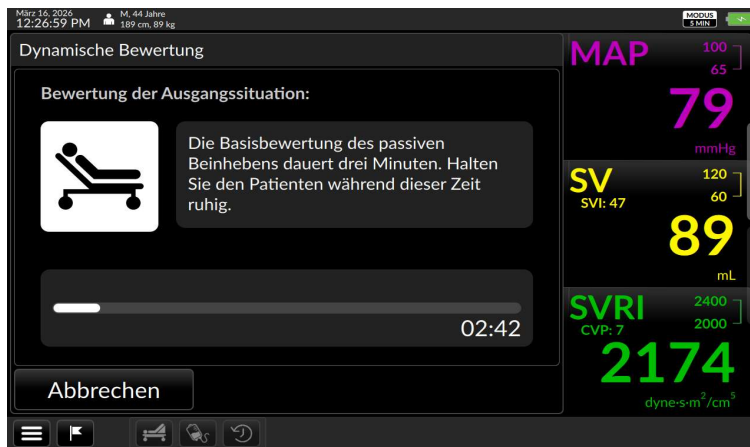 März 16, 2026
12:26:59 PM
M, 44 Jahre
189 cm, 89 kg
MODUS
5 MIN
Dynamische Bewertung
Bewertung der Ausgangssituation:
Die Basisbewertung des passiven
Beinhebens dauert drei Minuten. Halten
Sie den Patienten während dieser Zeit
ruhig.
02:42
Abbrechen
MAP
100
65
79
mmHg
SV
SVI: 47
120
60
89
mL
SVRI
CVP: 7
2400
2000
2174
dyne·s·m²/cm⁵